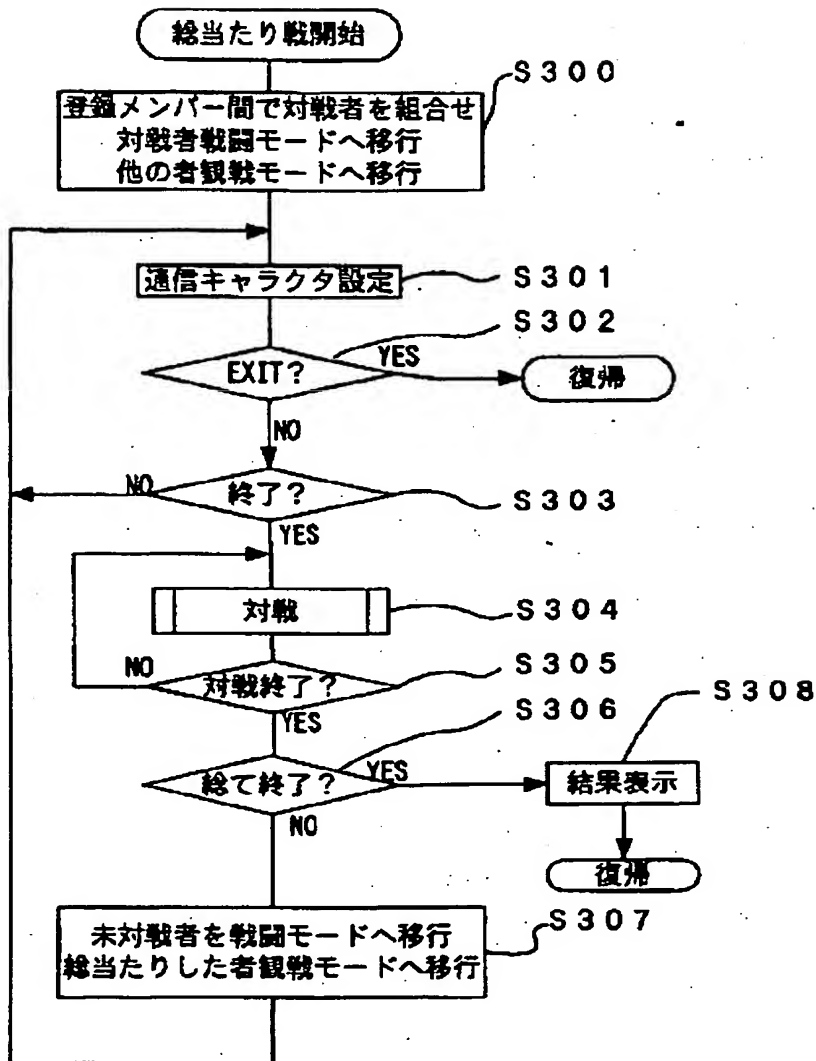 総当たり戦開始
S300
登録メンバー間で対戦者を組合せ
対戦者戦闘モードへ移行
他の者観戦モードへ移行
通信キャラクタ設定
S301
S302
EXIT?
YES
復帰
NO
終了?
NO
S303
YES
対戦
S304
NO
対戦終了?
S305
YES
S306
S308
総て終了?
YES
結果表示
NO
復帰
S307
未対戦者を戦闘モードへ移行
総当たりした者観戦モードへ移行